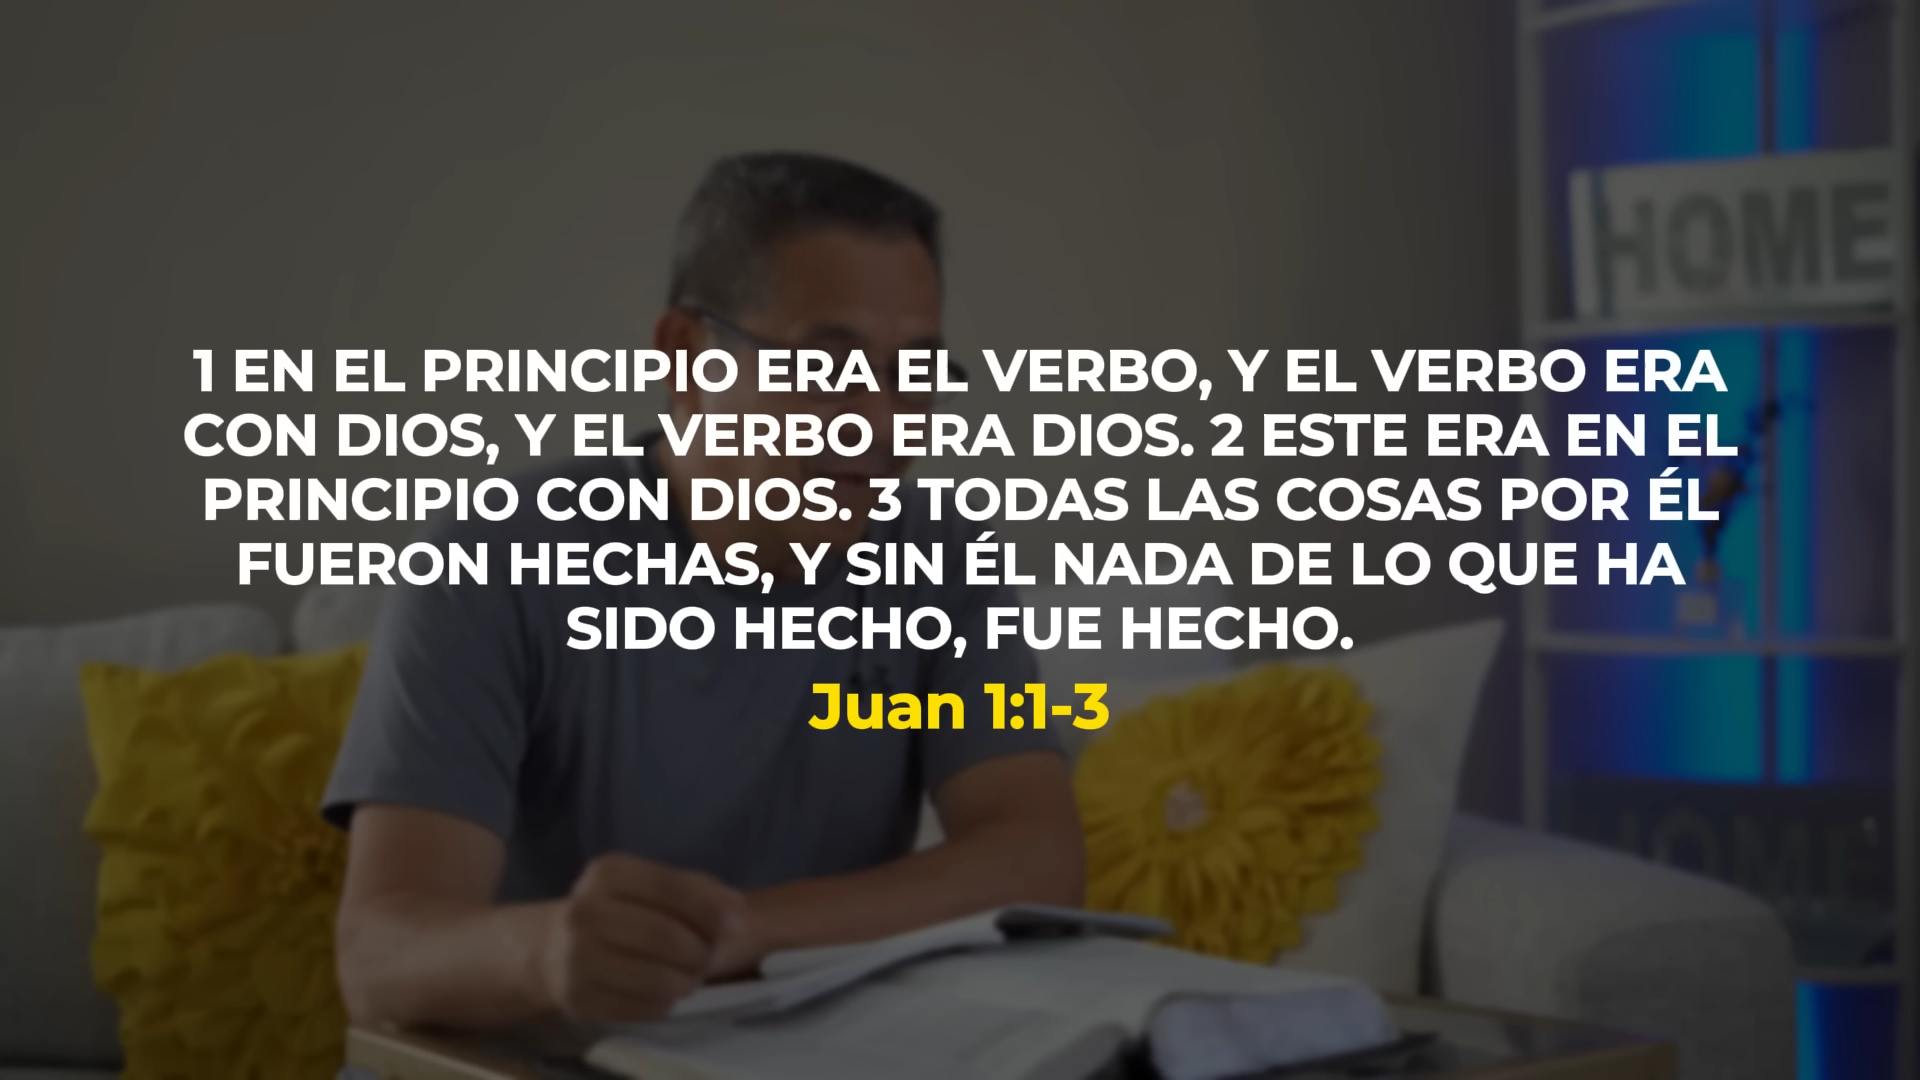 1 EN EL PRINCIPIO ERA EL VERBO, Y EL VERBO ERA
CON DIOS, Y EL VERBO ERA DIOS. 2 ESTE ERA EN EL
PRINCIPIO CON DIOS. 3 TODAS LAS COSAS POR ÉL
FUERON HECHAS, Y SIN ÉL NADA DE LO QUE HA
SIDO HECHO, FUE HECHO.
Juan 1:1-3
HOME
HOME